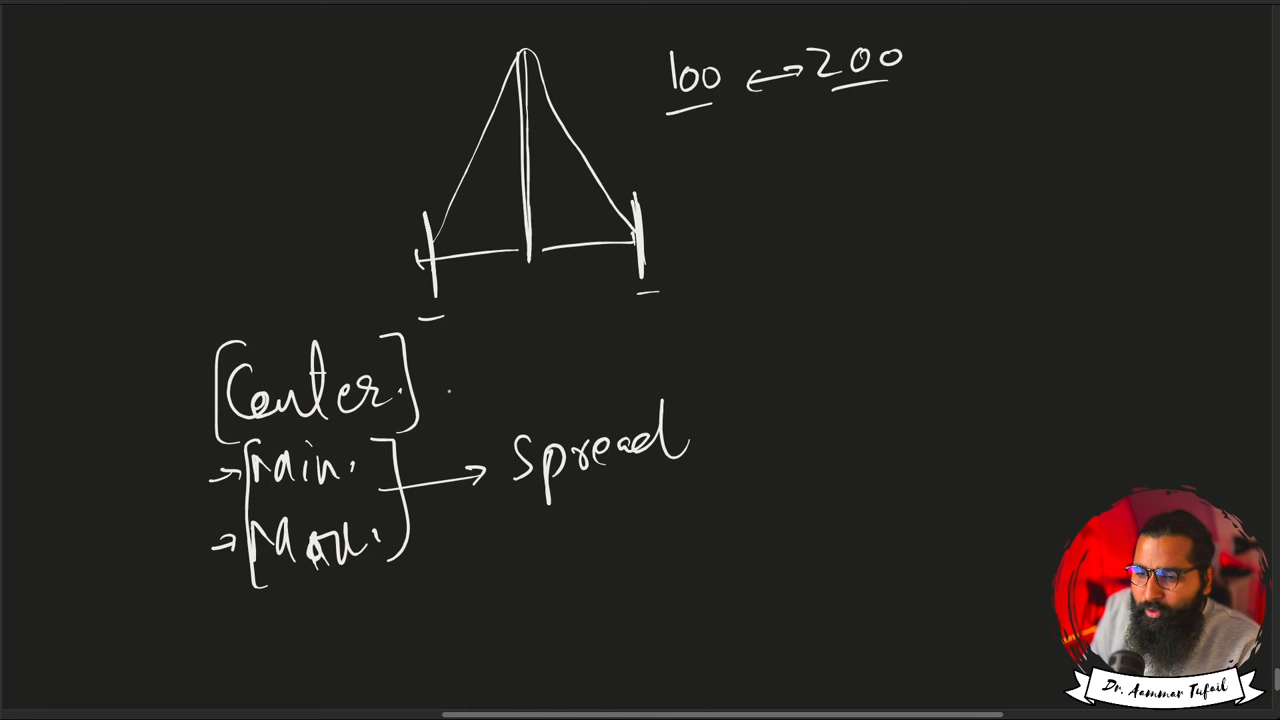 100 ↔ 200
[Center.]
→ [Min.
→ Max.] → Spread
Dr. Aammar Tufail